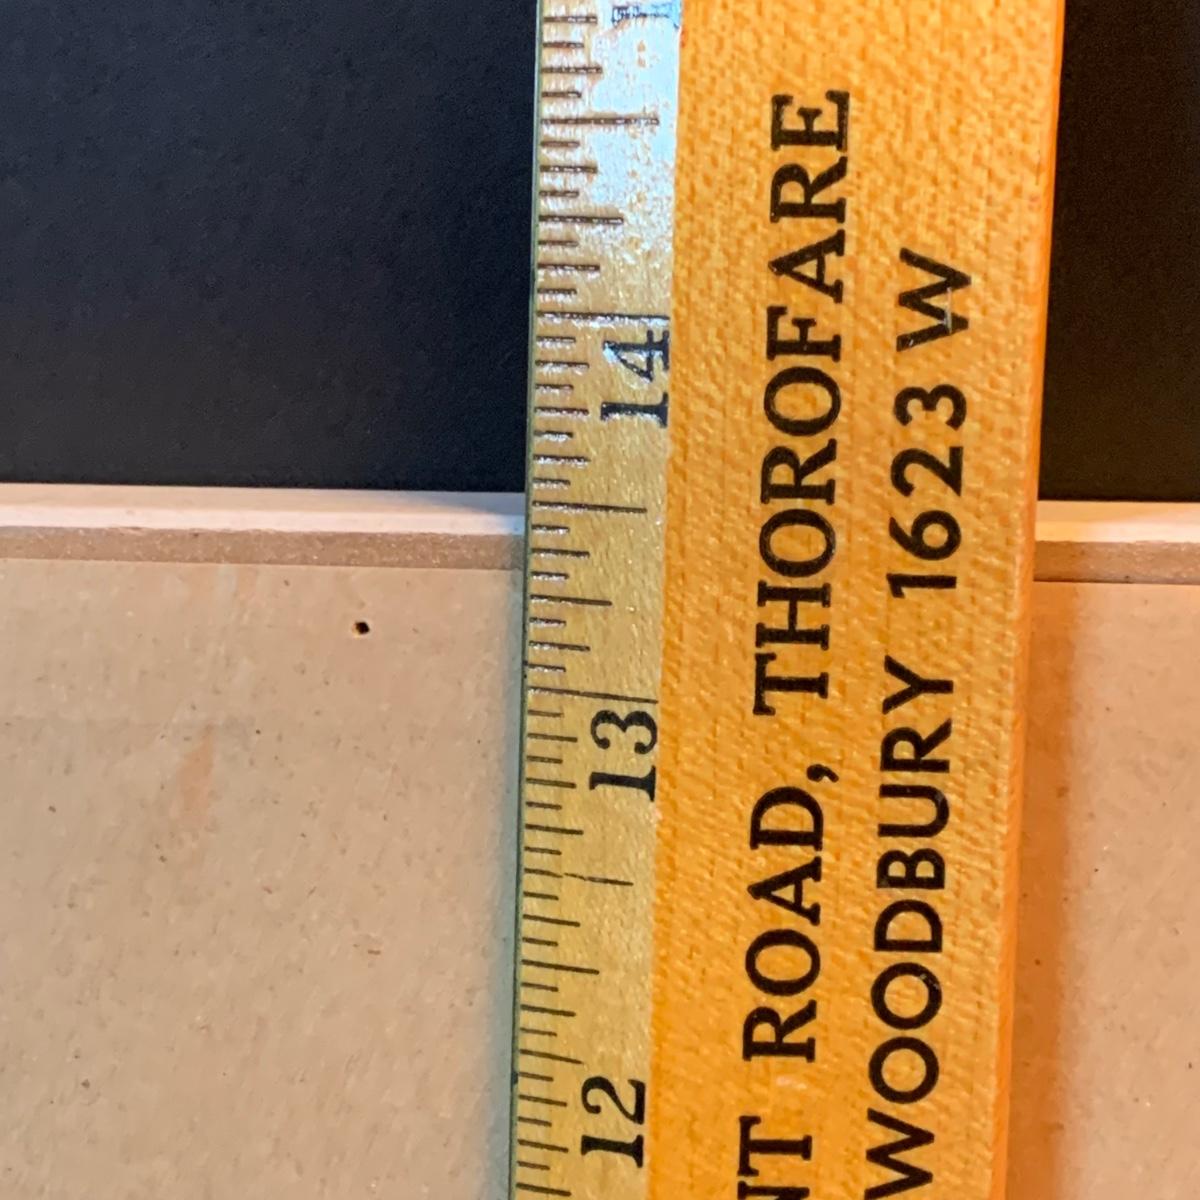 NT ROAD, THOROFARE
WOODBURY 1623 W
14
13
12